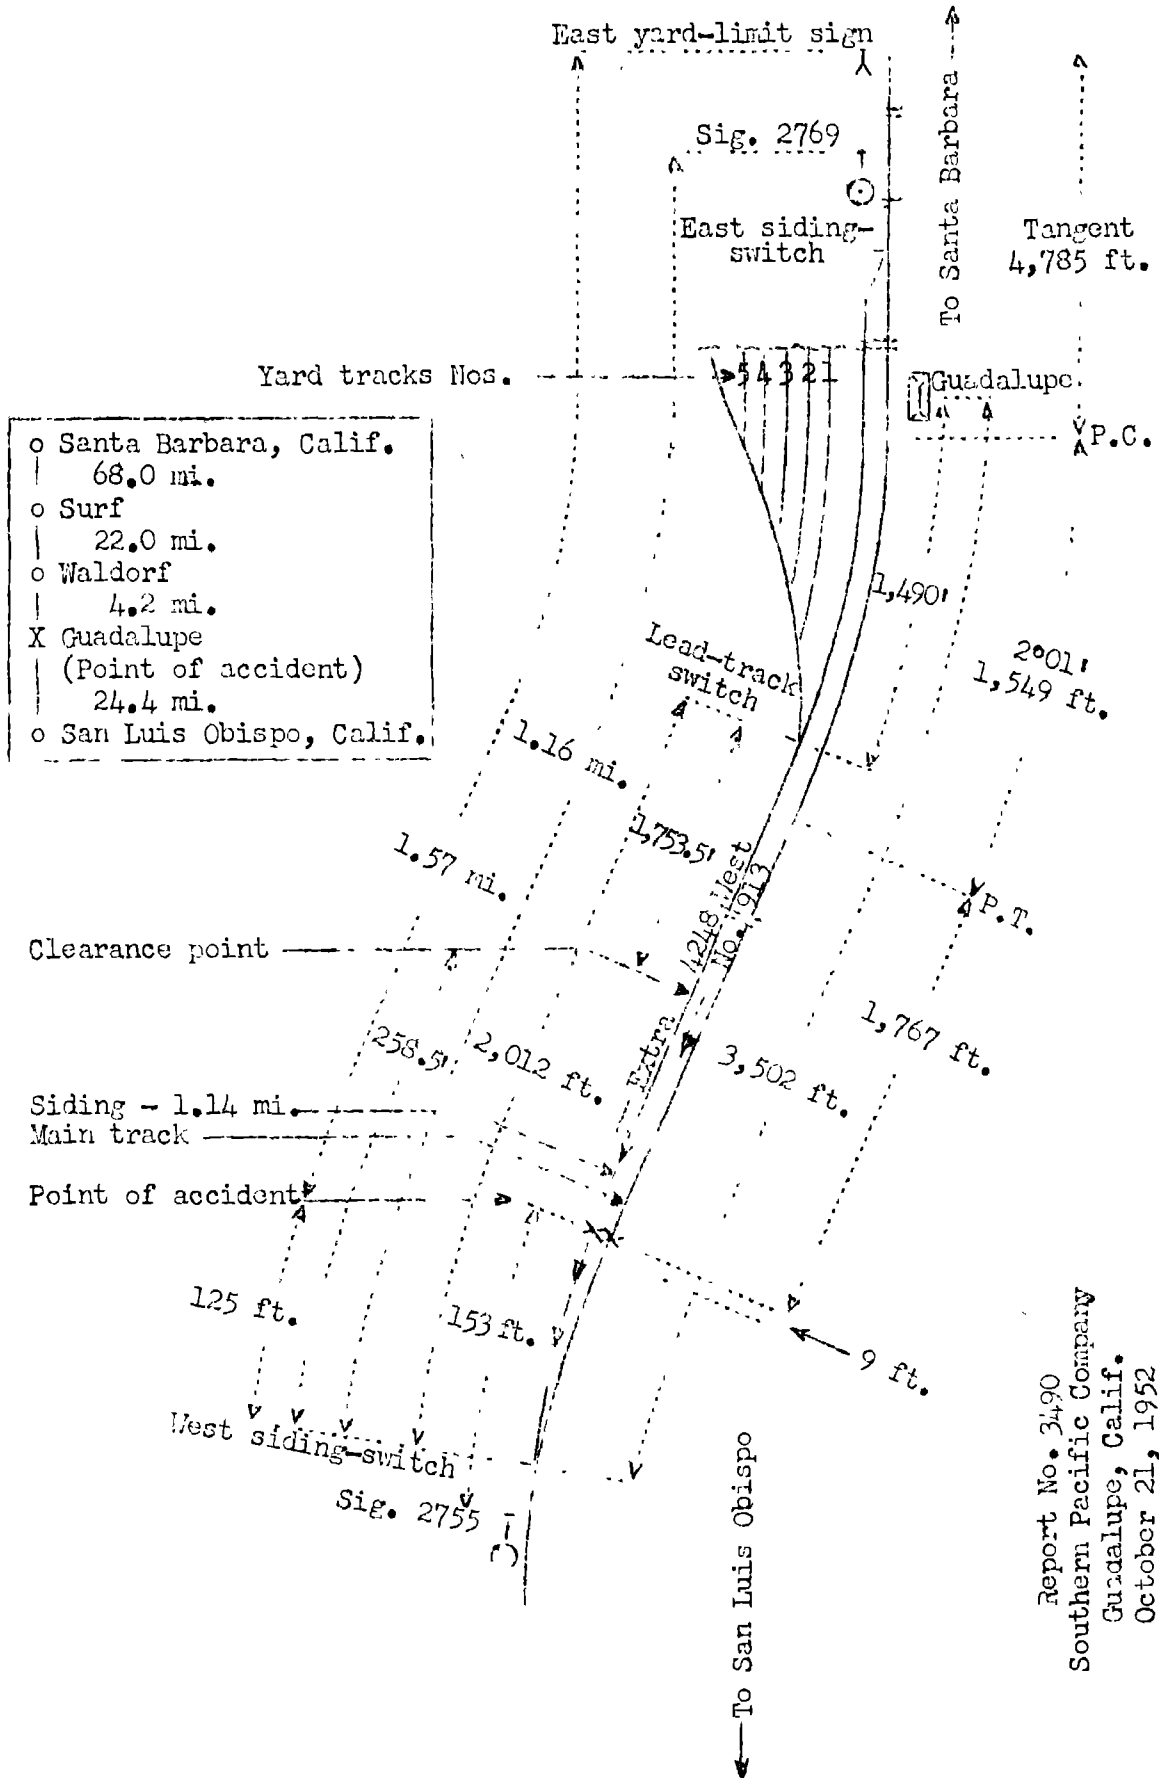 East yard-limit sign
To Santa Barbara
Sig. 2769
East siding-
switch
Tangent
4,785 ft.
Yard tracks Nos.
5 4 3 2 1
Guadalupe
P.C.
o Santa Barbara, Calif.
68.0 mi.
o Surf
22.0 mi.
o Waldorf
4.2 mi.
X Guadalupe
(Point of accident)
24.4 mi.
o San Luis Obispo, Calif.
1,490'
2°01'
1,549 ft.
Lead-track
switch
1.16 mi.
1,753.5'
1.57 mi.
Extra 4248 West
No. 913
P.T.
Clearance point
258.5'
2,012 ft.
3,502 ft.
1,767 ft.
Siding - 1.14 mi.
Main track
Point of accident
125 ft.
153 ft.
9 ft.
West siding-switch
Sig. 2755
To San Luis Obispo
Report No. 3490
Southern Pacific Company
Guadalupe, Calif.
October 21, 1952